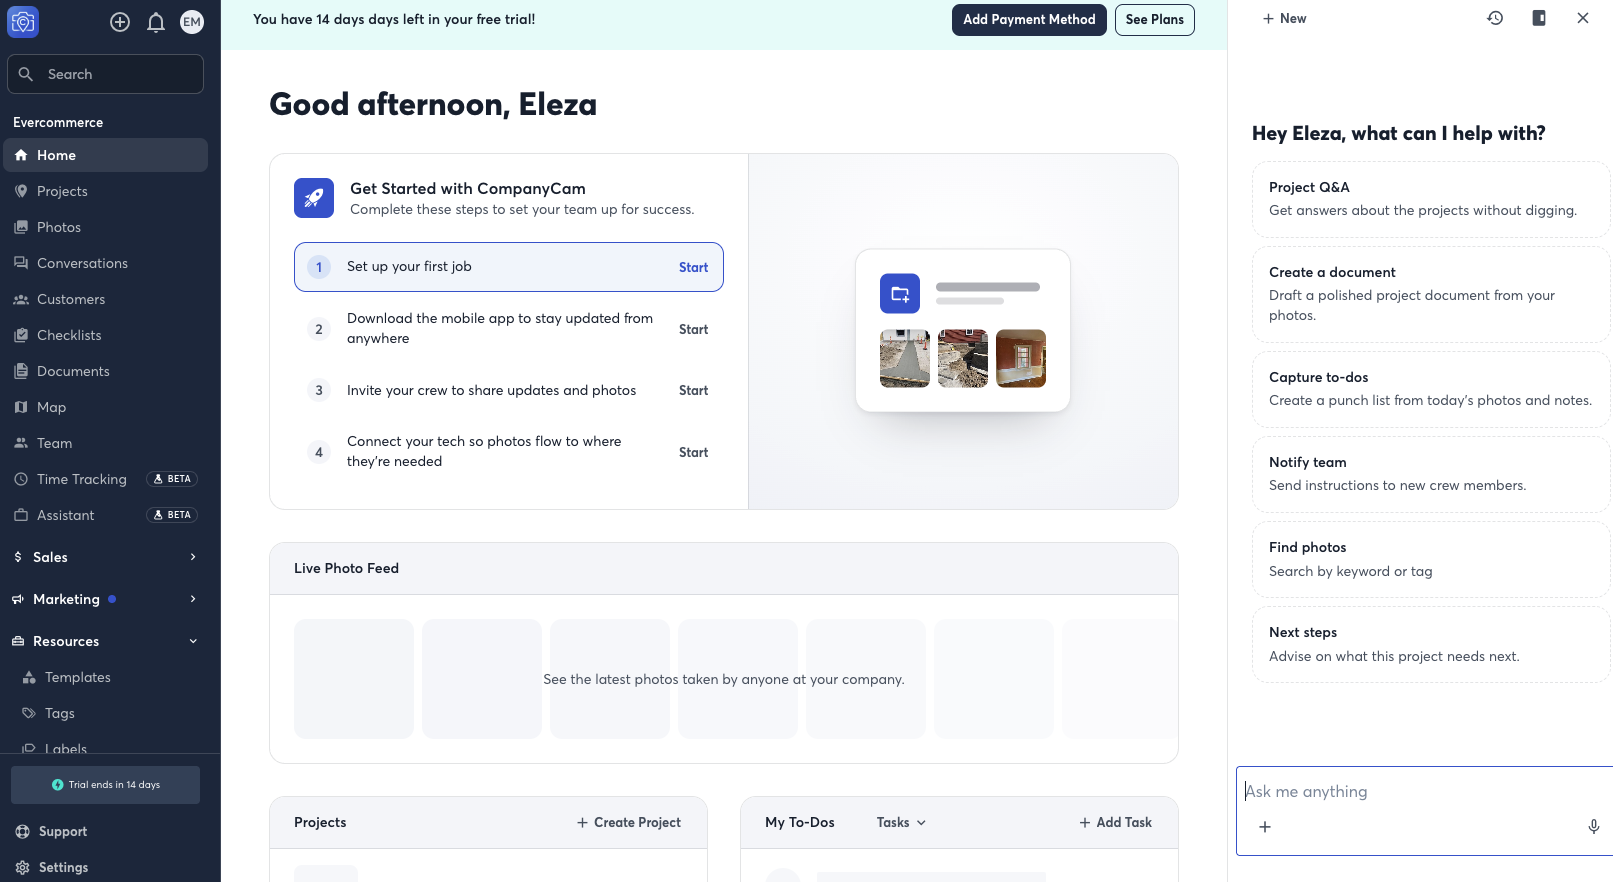 EM
Search
Evercommerce
Home
Projects
Photos
Conversations
Customers
Checklists
Documents
Map
Team
Time Tracking BETA
Assistant BETA
$ Sales
Marketing
Resources
Templates
Tags
Labels
Trial ends in 14 days
Support
Settings
You have 14 days days left in your free trial!
Add Payment Method
See Plans
Good afternoon, Eleza
Get Started with CompanyCam
Complete these steps to set your team up for success.
1 Set up your first job Start
2 Download the mobile app to stay updated from
anywhere
Start
3 Invite your crew to share updates and photos Start
4 Connect your tech so photos flow to where
they're needed
Start
Live Photo Feed
See the latest photos taken by anyone at your company.
Projects
+ Create Project
My To-Dos
Tasks
+ Add Task
+ New
Hey Eleza, what can I help with?
Project Q&A
Get answers about the projects without digging.
Create a document
Draft a polished project document from your
photos.
Capture to-dos
Create a punch list from today's photos and notes.
Notify team
Send instructions to new crew members.
Find photos
Search by keyword or tag
Next steps
Advise on what this project needs next.
Ask me anything